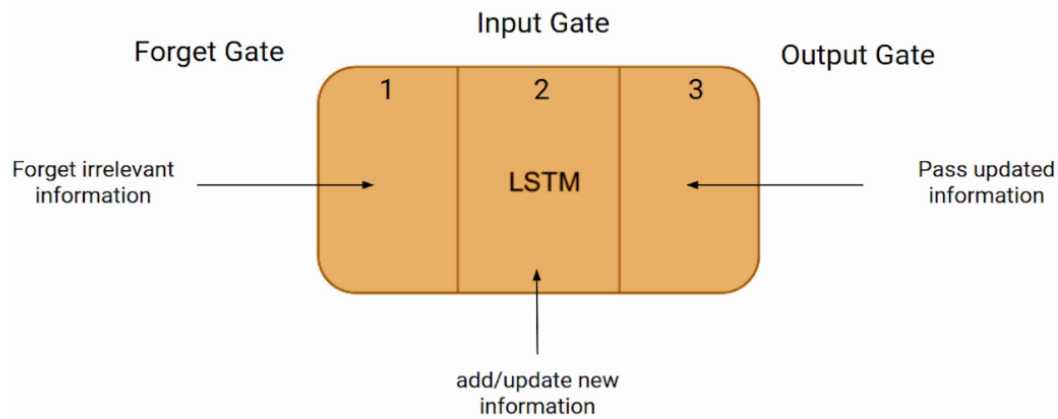 Input Gate
Forget Gate
Output Gate
1
2
3
Forget irrelevant
information
LSTM
Pass updated
information
add/update new
information